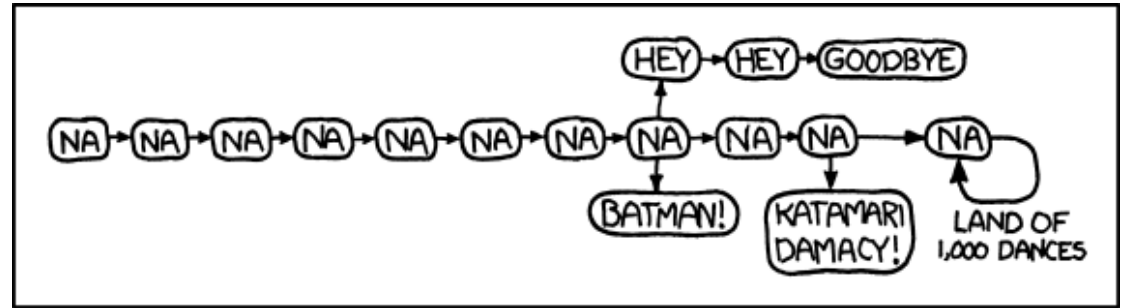 HEY HEY GOODBYE
NA NA NA NA NA NA NA NA NA NA NA
BATMAN!
KATAMARI
DAMACY!
LAND OF
1,000 DANCES